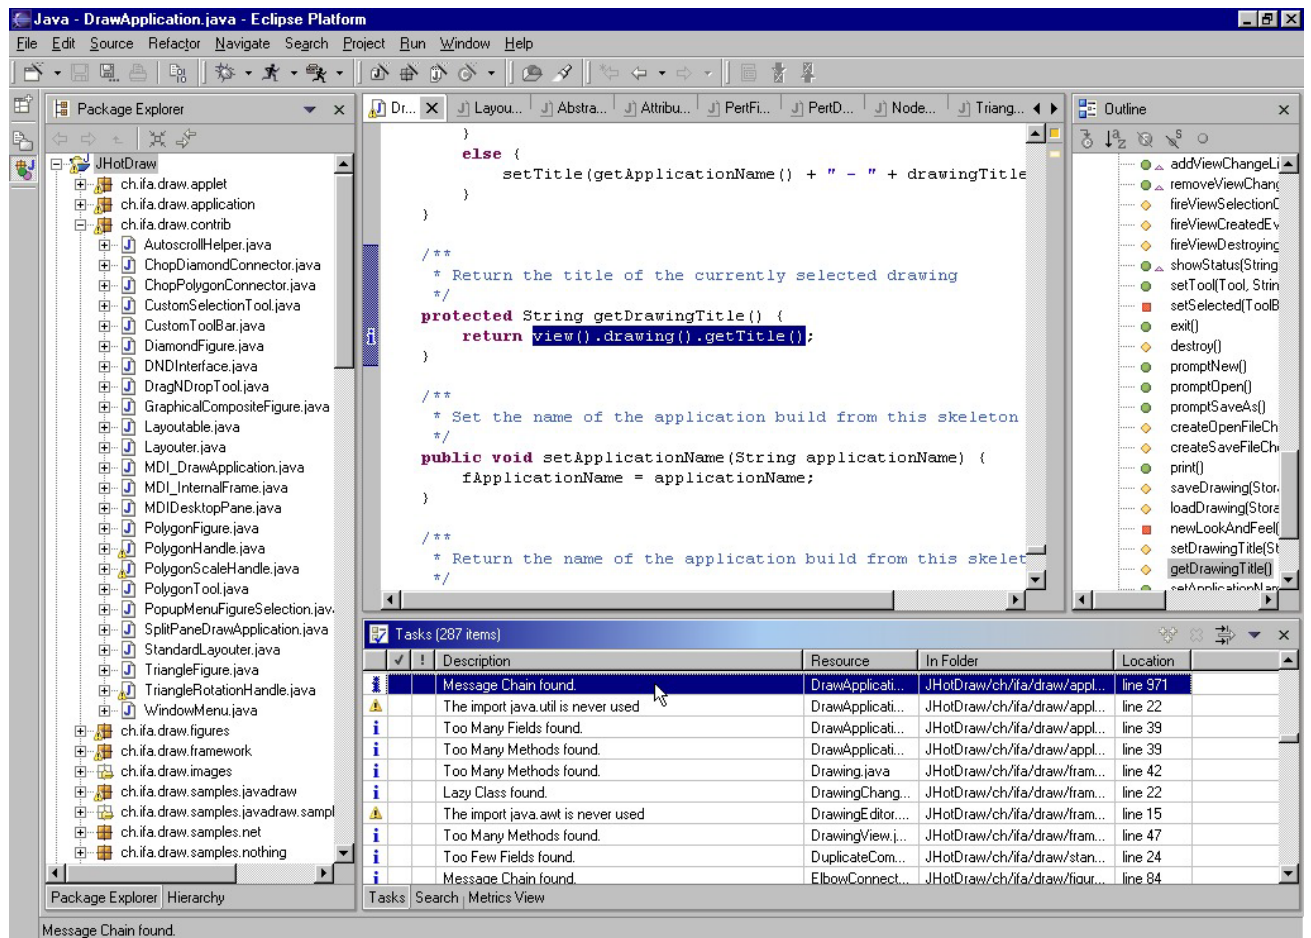 Java - DrawApplication.java - Eclipse Platform
File Edit Source Refactor Navigate Search Project Run Window Help
Package Explorer
JHotDraw
ch.ifa.draw.applet
ch.ifa.draw.application
ch.ifa.draw.contrib
AutoscrollHelper.java
ChopDiamondConnector.java
ChopPolygonConnector.java
CustomSelectionTool.java
CustomToolBar.java
DiamondFigure.java
DNDInterface.java
DragNDropTool.java
GraphicalCompositeFigure.java
Layoutable.java
Layouter.java
MDI_DrawApplication.java
MDI_InternalFrame.java
MDIDesktopPane.java
PolygonFigure.java
PolygonHandle.java
PolygonScaleHandle.java
PolygonTool.java
PopupMenuFigureSelection.jav
SplitPaneDrawApplication.java
StandardLayouter.java
TriangleFigure.java
TriangleRotationHandle.java
WindowMenu.java
ch.ifa.draw.figures
ch.ifa.draw.framework
ch.ifa.draw.images
ch.ifa.draw.samples.javadraw
ch.ifa.draw.samples.javadraw.sampl
ch.ifa.draw.samples.net
ch.ifa.draw.samples.nothing
Package Explorer Hierarchy
Dr... Layou... Abstra... Attribu... PertFi... PertD... Node... Triang...
}
else {
setTitle(getApplicationName() + " - " + drawingTitle
}
}
/**
* Return the title of the currently selected drawing
*/
protected String getDrawingTitle() {
return view().drawing().getTitle();
}
/**
* Set the name of the application build from this skeleton
*/
public void setApplicationName(String applicationName) {
fApplicationName = applicationName;
}
/**
* Return the name of the application build from this skelet
*/
Outline
addViewChangeLi
removeViewChang
fireViewSelectionC
fireViewCreatedEv
fireViewDestroying
showStatus(String
setTool(Tool, Strin
setSelected(ToolB
exit()
destroy()
promptNew()
promptOpen()
promptSaveAs()
createOpenFileCh
createSaveFileCh
print()
saveDrawing(Stor
loadDrawing(Stora
newLookAndFeel(
setDrawingTitle(St
getDrawingTitle()
setApplicationNam
Tasks (287 items)
! Description Resource In Folder Location
Message Chain found. DrawApplicati... JHotDraw/ch/ifa/draw/appl... line 971
The import java.util is never used DrawApplicati... JHotDraw/ch/ifa/draw/appl... line 22
Too Many Fields found. DrawApplicati... JHotDraw/ch/ifa/draw/appl... line 39
Too Many Methods found. DrawApplicati... JHotDraw/ch/ifa/draw/appl... line 39
Too Many Methods found. Drawing.java JHotDraw/ch/ifa/draw/fram... line 42
Lazy Class found. DrawingChang... JHotDraw/ch/ifa/draw/fram... line 22
The import java.awt is never used DrawingEditor.... JHotDraw/ch/ifa/draw/fram... line 15
Too Many Methods found. DrawingView.j... JHotDraw/ch/ifa/draw/fram... line 47
Too Few Fields found. DuplicateCom... JHotDraw/ch/ifa/draw/stan... line 24
Message Chain found. ElbowConnect... JHotDraw/ch/ifa/draw/figur... line 84
Tasks Search Metrics View
Message Chain found.